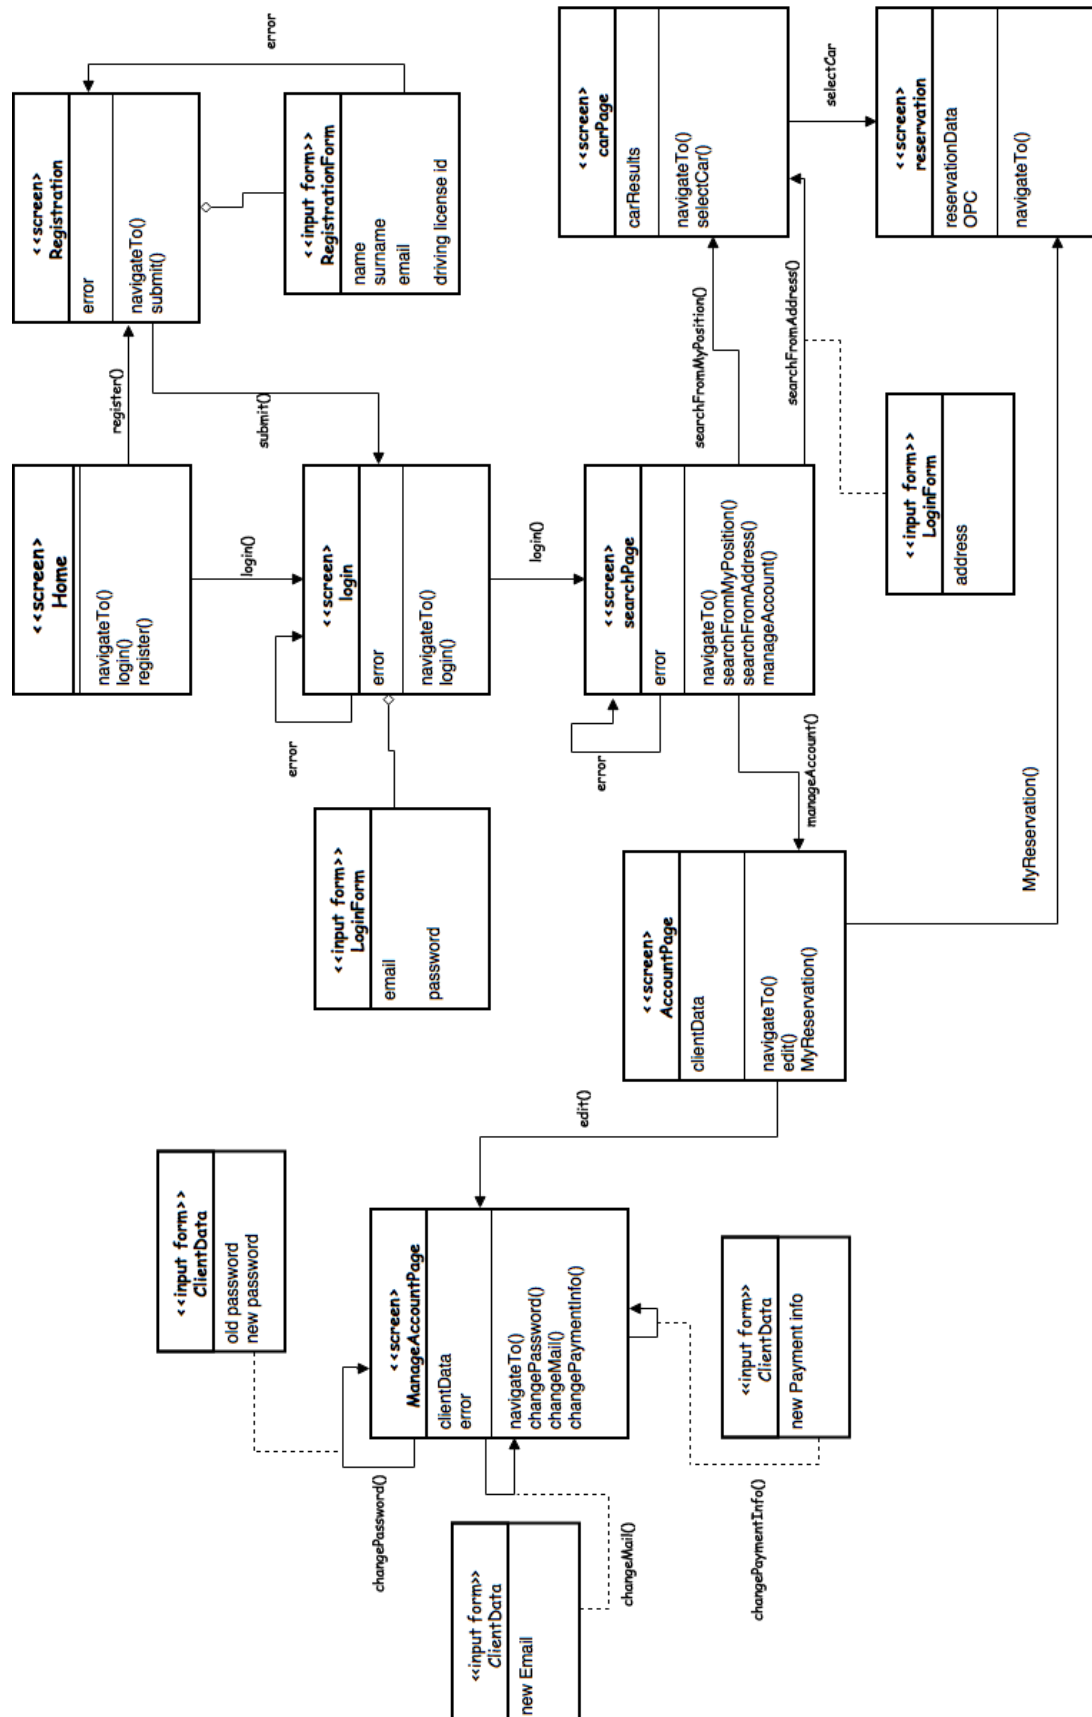 <<screen>
Home
navigateTo()
login()
register()
register()
<<screen>
Registration
error
navigateTo()
submit()
error
<<input form>>
RegistrationForm
name
surname
email
driving license id
submit()
login()
<<screen>
login
error
navigateTo()
login()
error
<<input form>>
LoginForm
email
password
login()
<<screen>
searchPage
error
navigateTo()
searchFromMyPosition()
searchFromAddress()
manageAccount()
error
searchFromMyPosition()
searchFromAddress()
<<screen>
carPage
carResults
navigateTo()
selectCar()
selectCar
<<screen>
reservation
reservationData
OPC
navigateTo()
<<input form>>
LoginForm
address
manageAccount()
<<screen>
AccountPage
clientData
navigateTo()
edit()
MyReservation()
MyReservation()
edit()
<<screen>
ManageAccountPage
clientData
error
navigateTo()
changePassword()
changeMail()
changePaymentInfo()
<<input form>>
ClientData
old password
new password
changePassword()
<<input form>>
ClientData
new Email
changeMail()
<<input form>>
ClientData
new Payment info
changePaymentInfo()